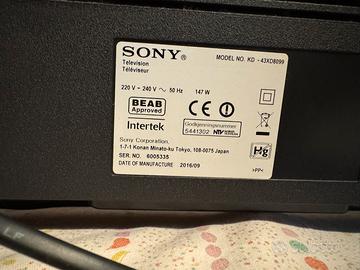 SONY®
MODEL NO. KD - 43XD8099
Television
Téléviseur
220 V ~ 240 V ~ 50 Hz 147 W
BEAB
Approved
CE
Intertek
Godkjenningsnummer
5441302
Sony Corporation
1-7-1 Konan Minato-ku Tokyo, 108-0075 Japan
SER. NO. 6005335
DATE OF MANUFACTURE 2016/09
Hg
>PP<
subito